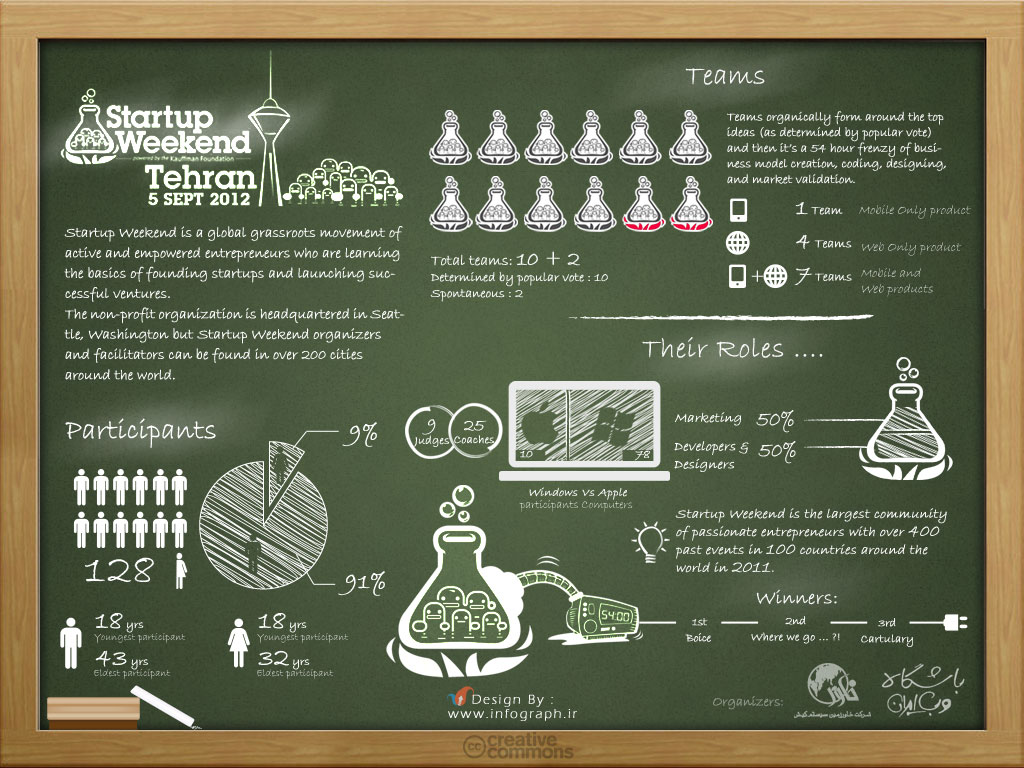 Startup
Weekend
powered by the Kauffman Foundation
Tehran
5 SEPT 2012
Startup Weekend is a global grassroots movement of
active and empowered entrepreneurs who are learning
the basics of founding startups and launching suc-
cessful ventures.
The non-profit organization is headquartered in Seat-
tle, Washington but Startup Weekend organizers
and facilitators can be found in over 200 cities
around the world.
Teams
Teams organically form around the top
ideas (as determined by popular vote)
and then it's a 54 hour frenzy of busi-
ness model creation, coding, designing,
and market validation.
Total teams: 10 + 2
Determined by popular vote : 10
Spontaneous : 2
1 Team Mobile Only product
4 Teams Web Only product
+ 7 Teams Mobile and
Web products
Their Roles ....
Marketing 50%
Developers & 50%
Designers
9
Judges
25
Coaches
10
78
Windows Vs Apple
participants Computers
Participants
9%
91%
128
18 yrs
Youngest participant
43 yrs
Eldest participant
18 yrs
Youngest participant
32 yrs
Eldest participant
Startup Weekend is the largest community
of passionate entrepreneurs with over 400
past events in 100 countries around the
world in 2011.
54:00
Winners:
1st
Boice
2nd
Where we go ... ?!
3rd
Cartulary
Design By :
www.infograph.ir
Organizers:
باشگاه
وب ایران
cc creative
commons